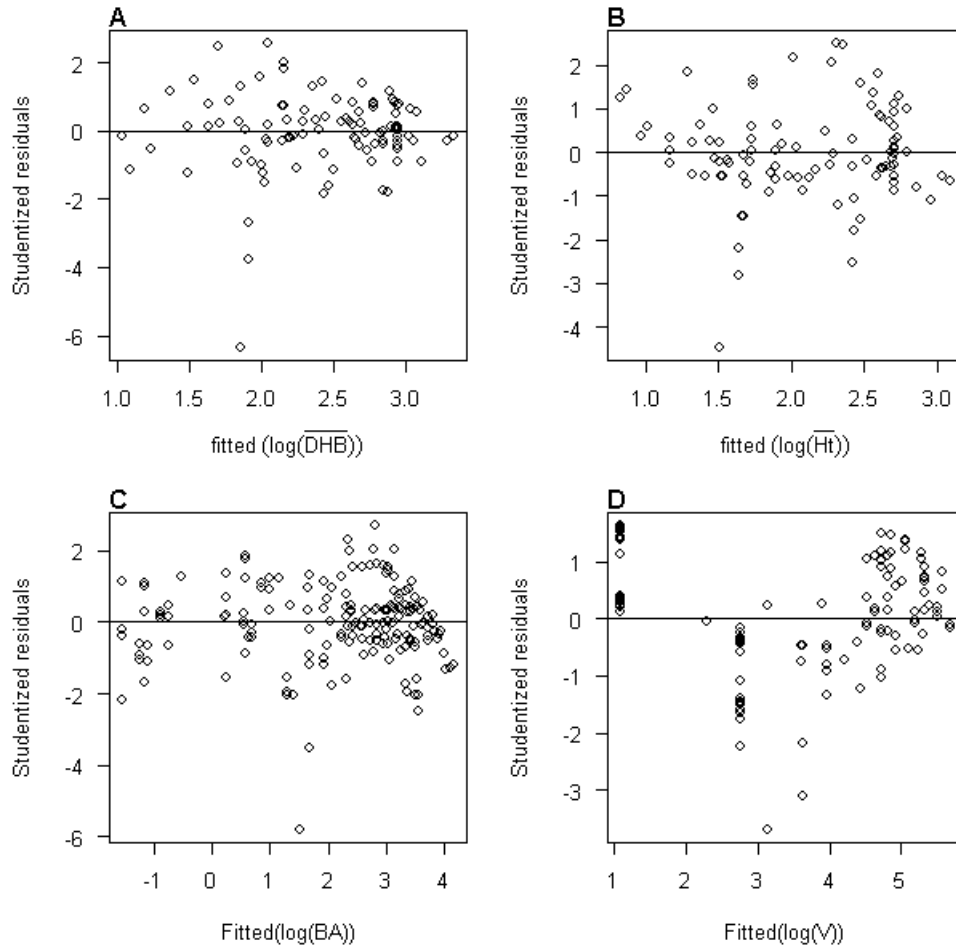 A
Studentized residuals
2
0
-2
-4
-6
1.0 1.5 2.0 2.5 3.0
fitted (log(DHB))
B
Studentized residuals
2
1
0
-1
-2
-3
-4
1.0 1.5 2.0 2.5 3.0
fitted (log(Ht))
C
Studentized residuals
2
0
-2
-4
-6
-1 0 1 2 3 4
Fitted(log(BA))
D
Studentized residuals
1
0
-1
-2
-3
1 2 3 4 5
Fitted(log(V))